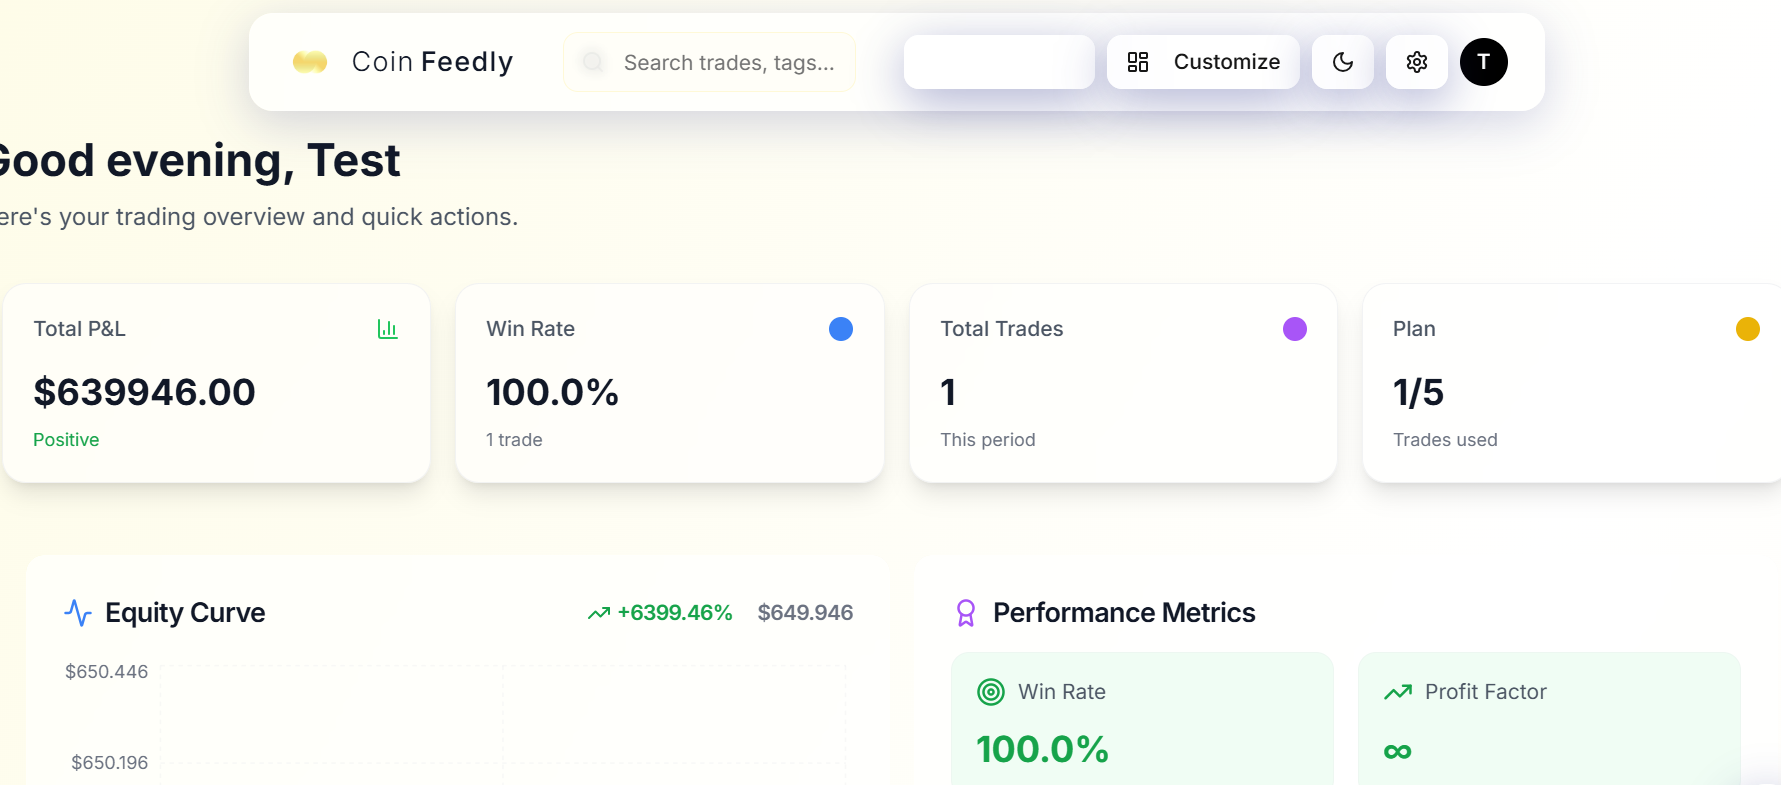 Coin Feedly
Search trades, tags...
Customize
T
Good evening, Test
ere's your trading overview and quick actions.
Total P&L
$639946.00
Positive
Win Rate
100.0%
1 trade
Total Trades
1
This period
Plan
1/5
Trades used
Equity Curve
+6399.46%
$649.946
$650.446
$650.196
Performance Metrics
Win Rate
100.0%
Profit Factor
∞